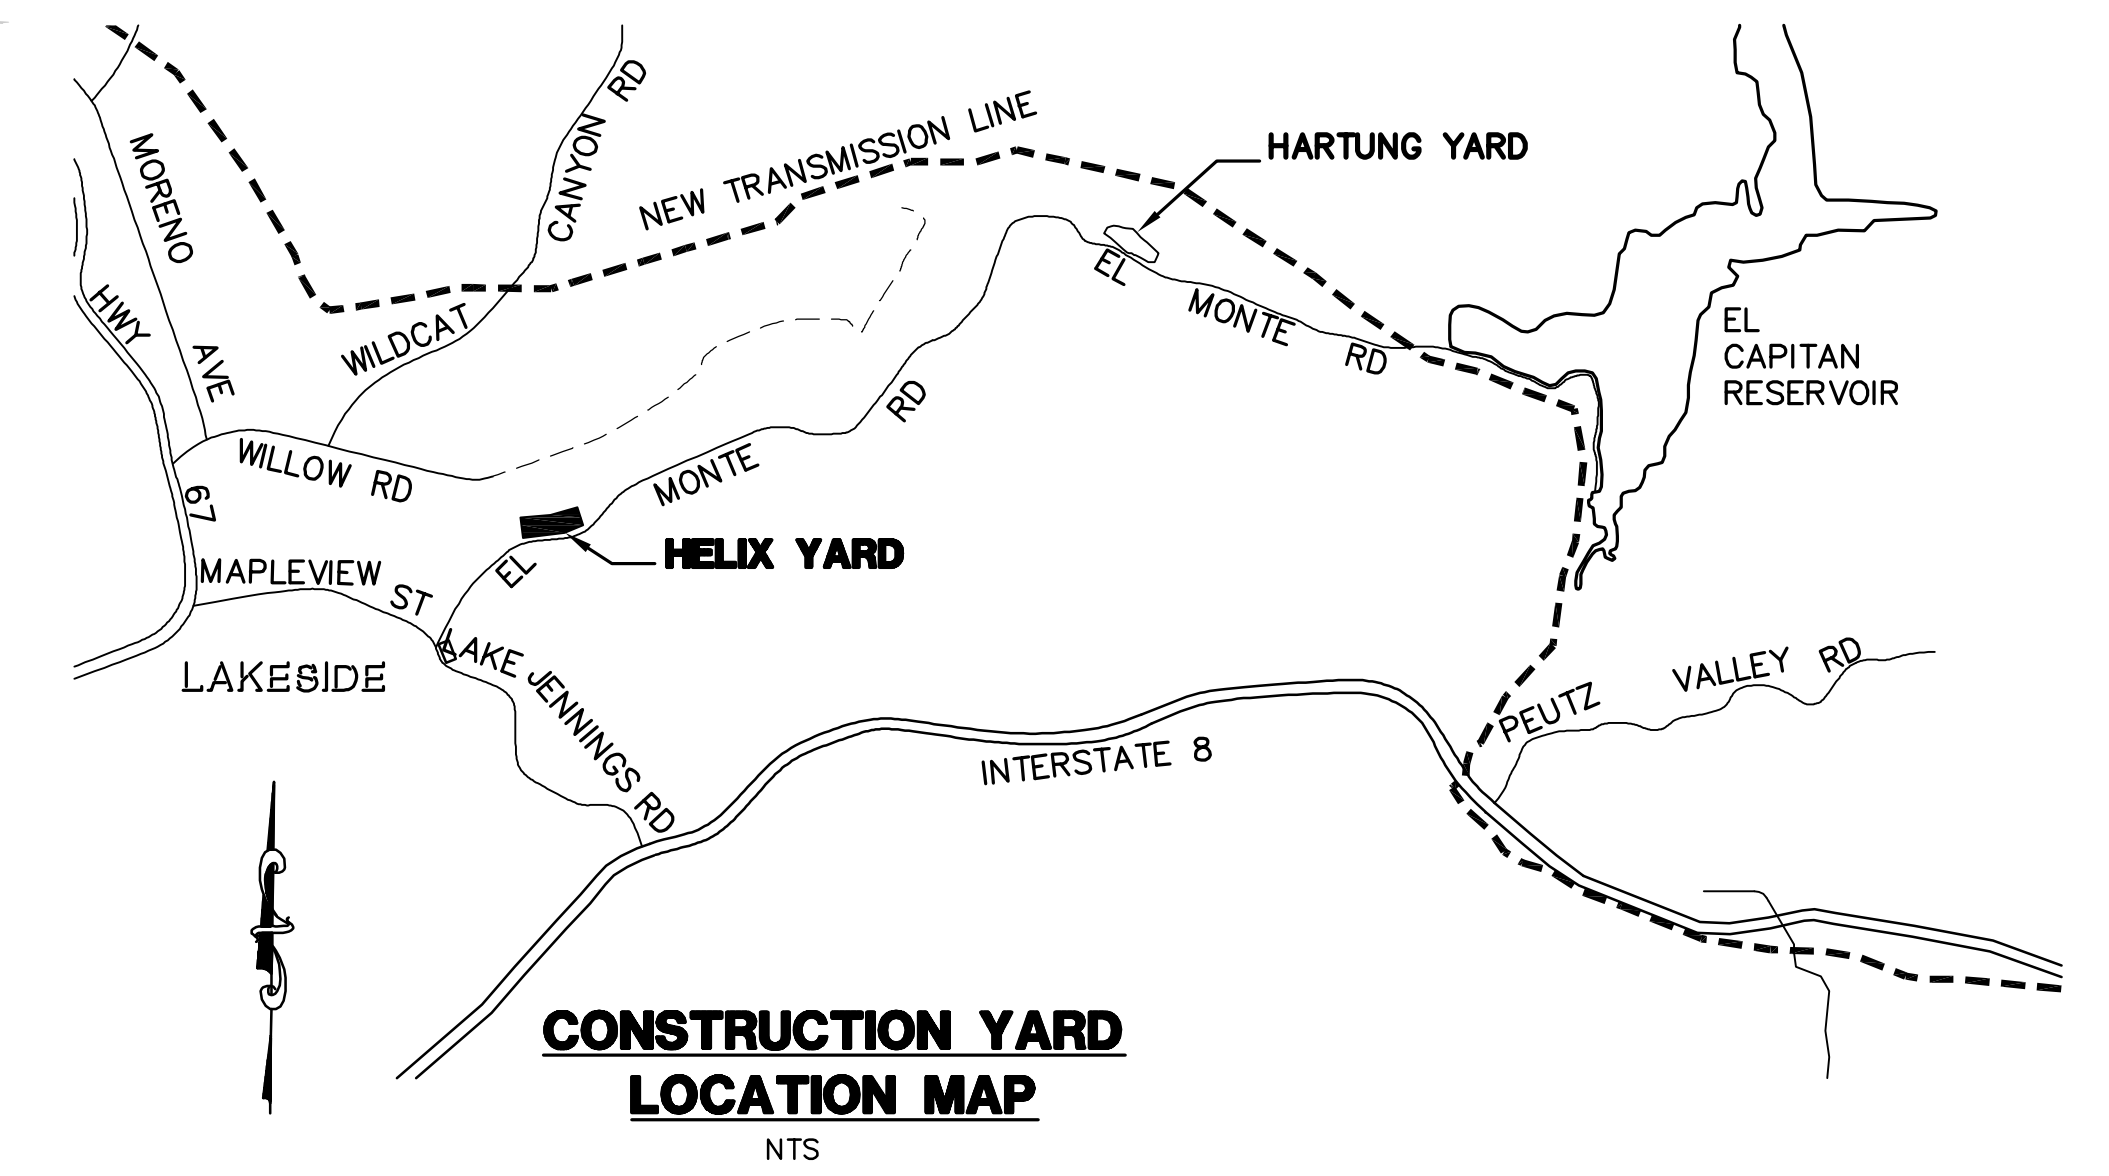 CANYON RD
NEW TRANSMISSION LINE
HARTUNG YARD
MORENO AVE
HWY 67
WILDCAT
EL MONTE RD
EL
CAPITAN
RESERVOIR
WILLOW RD
EL MONTE RD
HELIX YARD
MAPLEVIEW ST
LAKESIDE
LAKE JENNINGS RD
INTERSTATE 8
PEUTZ VALLEY RD
CONSTRUCTION YARD
LOCATION MAP
NTS